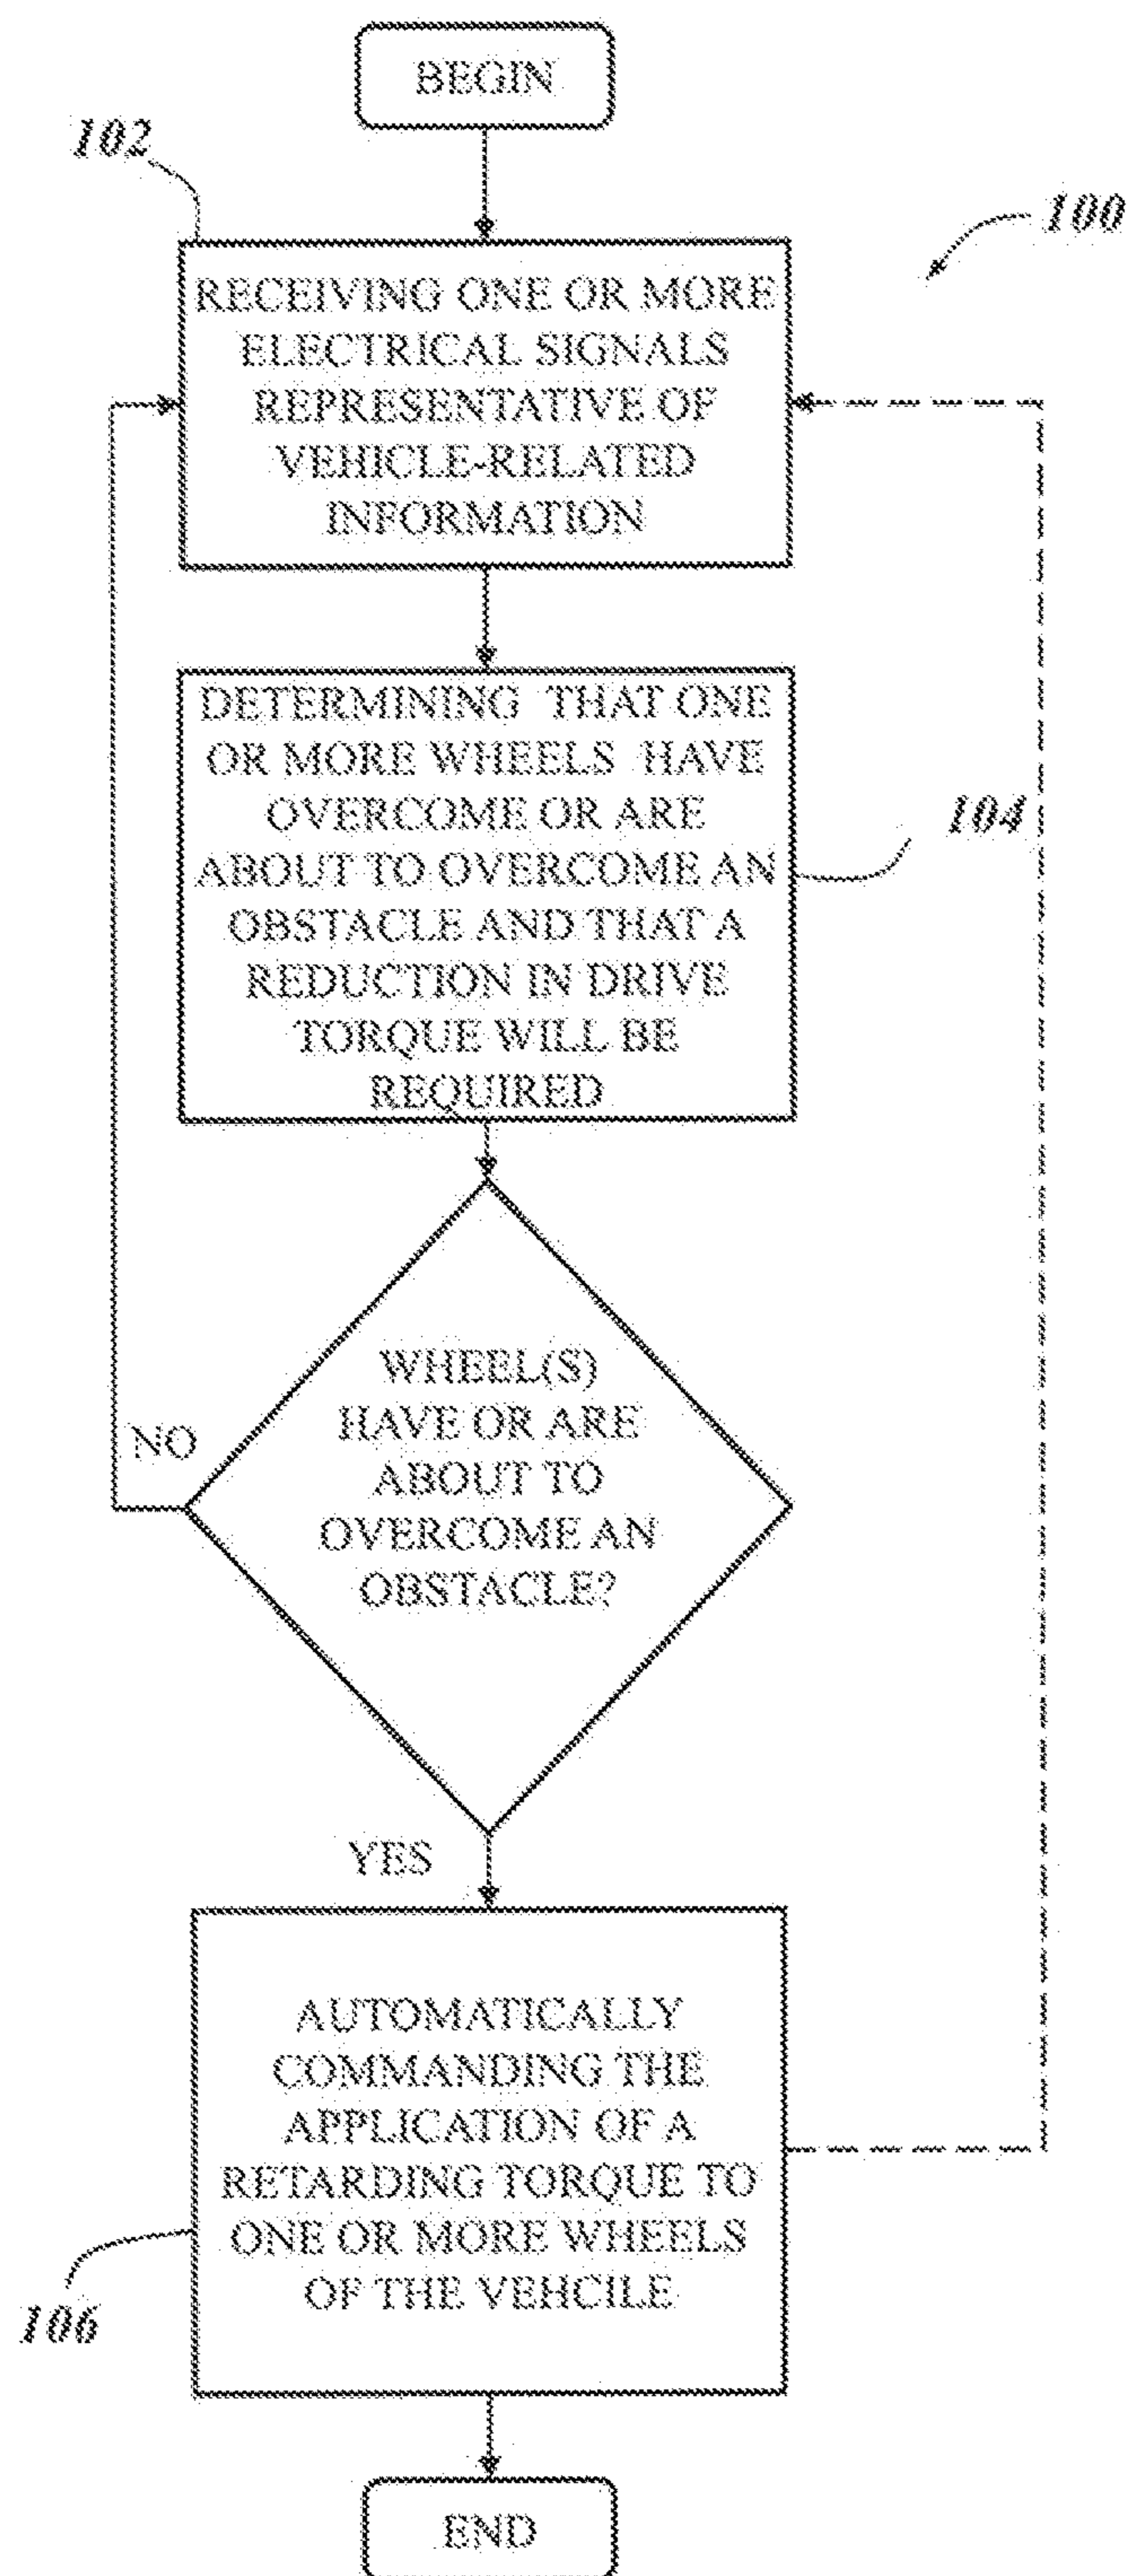 BEGIN
102
100
RECEIVING ONE OR MORE
ELECTRICAL SIGNALS
REPRESENTATIVE OF
VEHICLE-RELATED
INFORMATION
DETERMINING THAT ONE
OR MORE WHEELS HAVE
OVERCOME OR ARE
ABOUT TO OVERCOME AN
OBSTACLE AND THAT A
REDUCTION IN DRIVE
TORQUE WILL BE
REQUIRED
104
WHEEL(S)
HAVE OR ARE
ABOUT TO
OVERCOME AN
OBSTACLE?
NO
YES
AUTOMATICALLY
COMMANDING THE
APPLICATION OF A
RETARDING TORQUE TO
ONE OR MORE WHEELS
OF THE VEHCILE
106
END